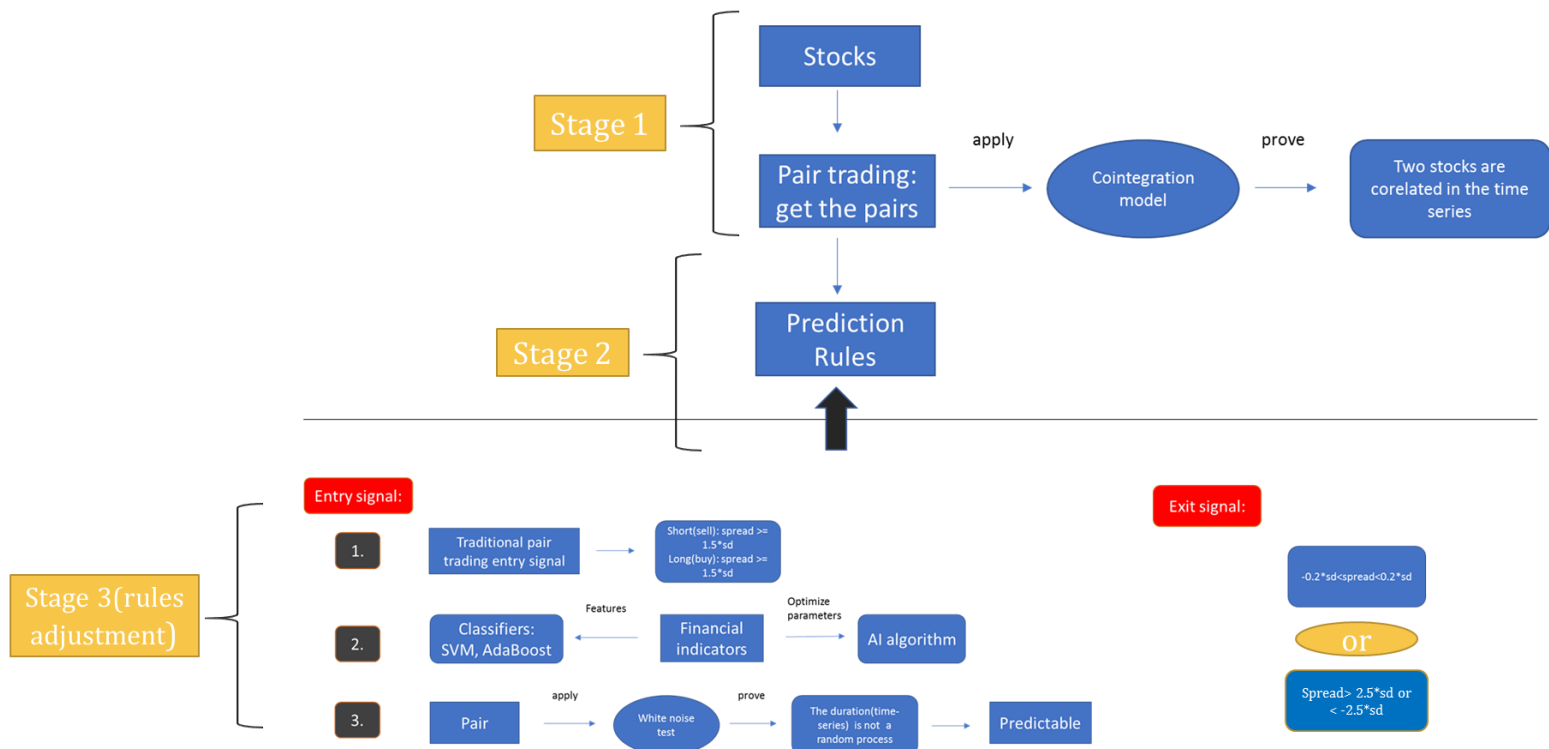 Stocks
Stage 1
apply
prove
Pair trading:
get the pairs
Cointegration
model
Two stocks are
corelated in the time
series
Stage 2
Prediction
Rules
Entry signal:
Exit signal:
1.
Traditional pair
trading entry signal
Short(sell): spread >=
1.5*sd
Long(buy): spread >=
1.5*sd
-0.2*sd<spread<0.2*sd
Stage 3(rules
adjustment)
2.
Classifiers:
SVM, AdaBoost
Features
Financial
indicators
Optimize
parameters
AI algorithm
or
3.
Pair
apply
White noise
test
prove
The duration(time-
series) is not a
random process
Predictable
Spread> 2.5*sd or
< -2.5*sd